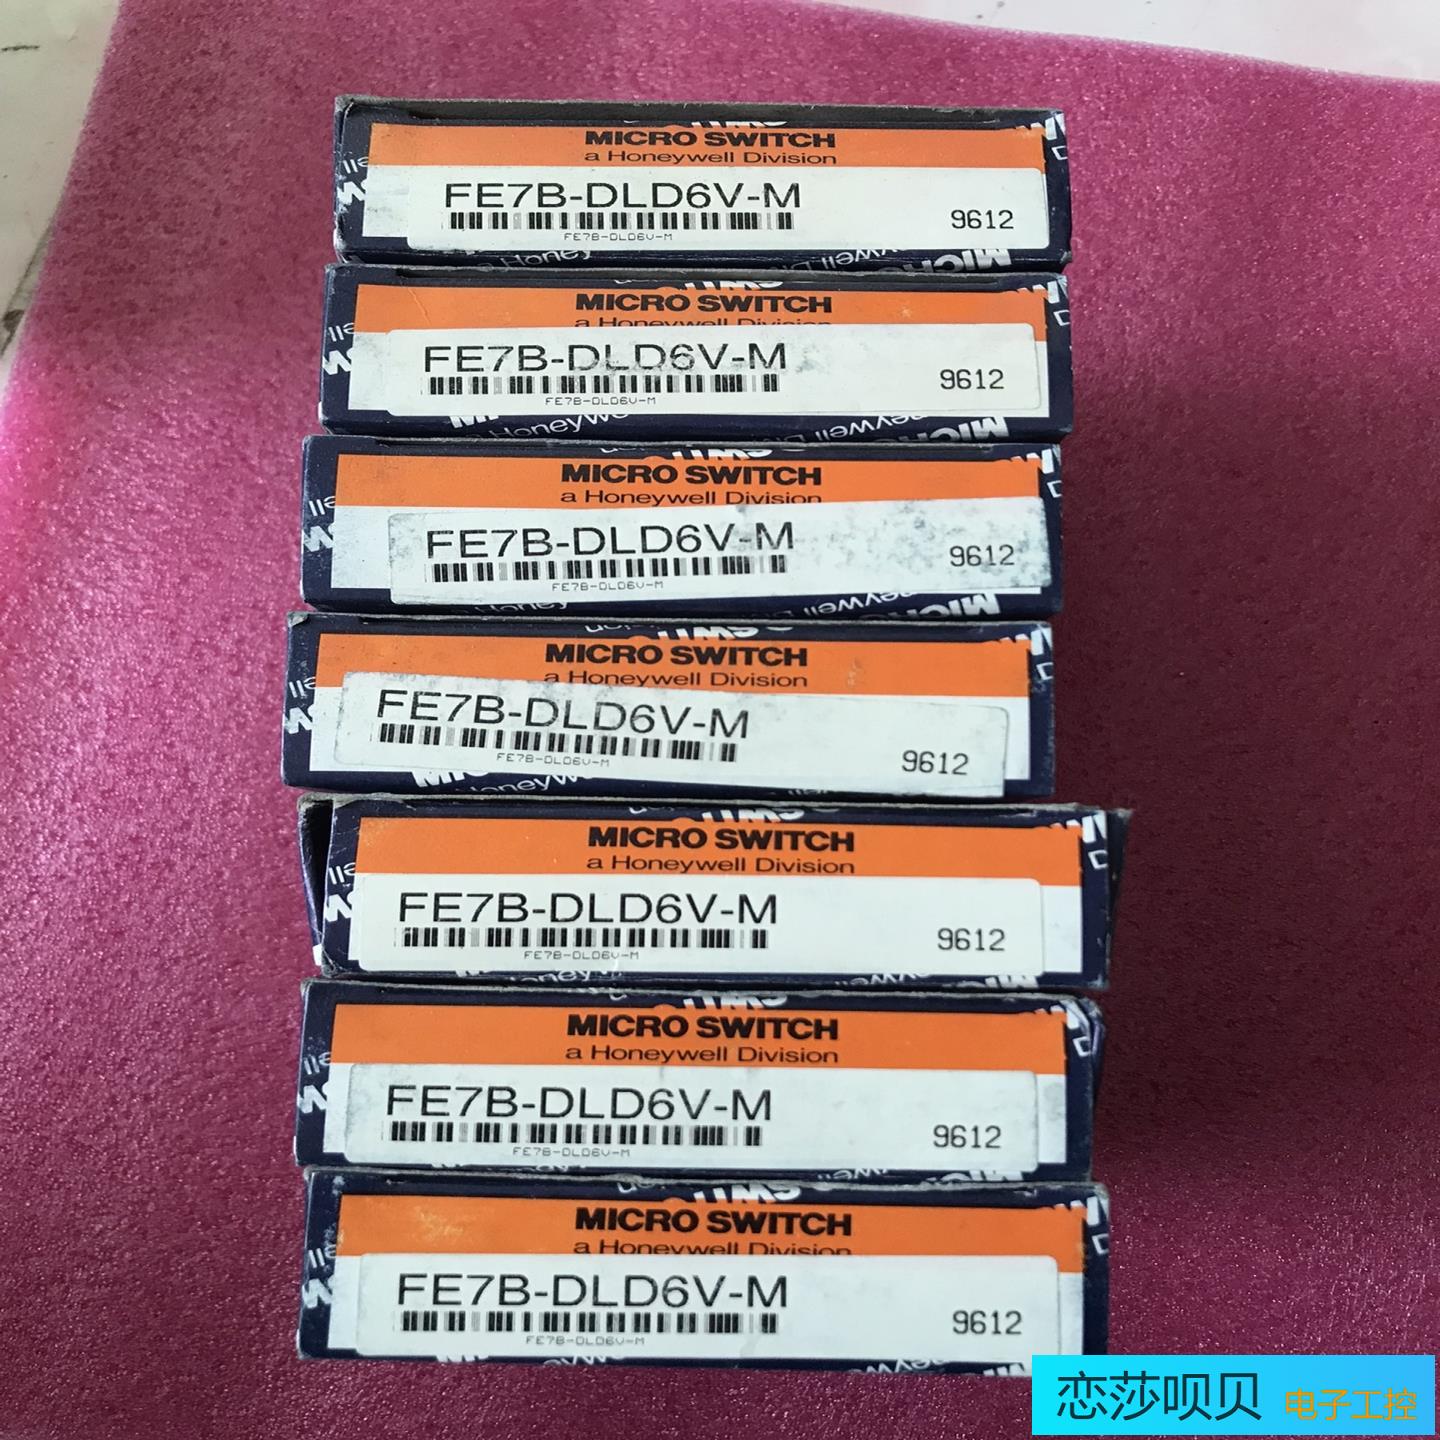 MICRO SWITCH
a Honeywell Division
FE7B-DLD6V-M
9612
FE7B-DLD6V-M
MICRO SWITCH
a Honeywell Division
FE7B-DLD6V-M
9612
FE7B-DLD6V-M
MICRO SWITCH
a Honeywell Division
FE7B-DLD6V-M
9612
FE7B-DLD6V-M
MICRO SWITCH
a Honeywell Division
FE7B-DLD6V-M
9612
FE7B-DLD6V-M
MICRO SWITCH
a Honeywell Division
FE7B-DLD6V-M
9612
FE7B-DLD6V-M
MICRO SWITCH
a Honeywell Division
FE7B-DLD6V-M
9612
FE7B-DLD6V-M
MICRO SWITCH
a Honeywell Division
FE7B-DLD6V-M
9612
FE7B-DLD6V-M
恋莎呗贝 电子工控